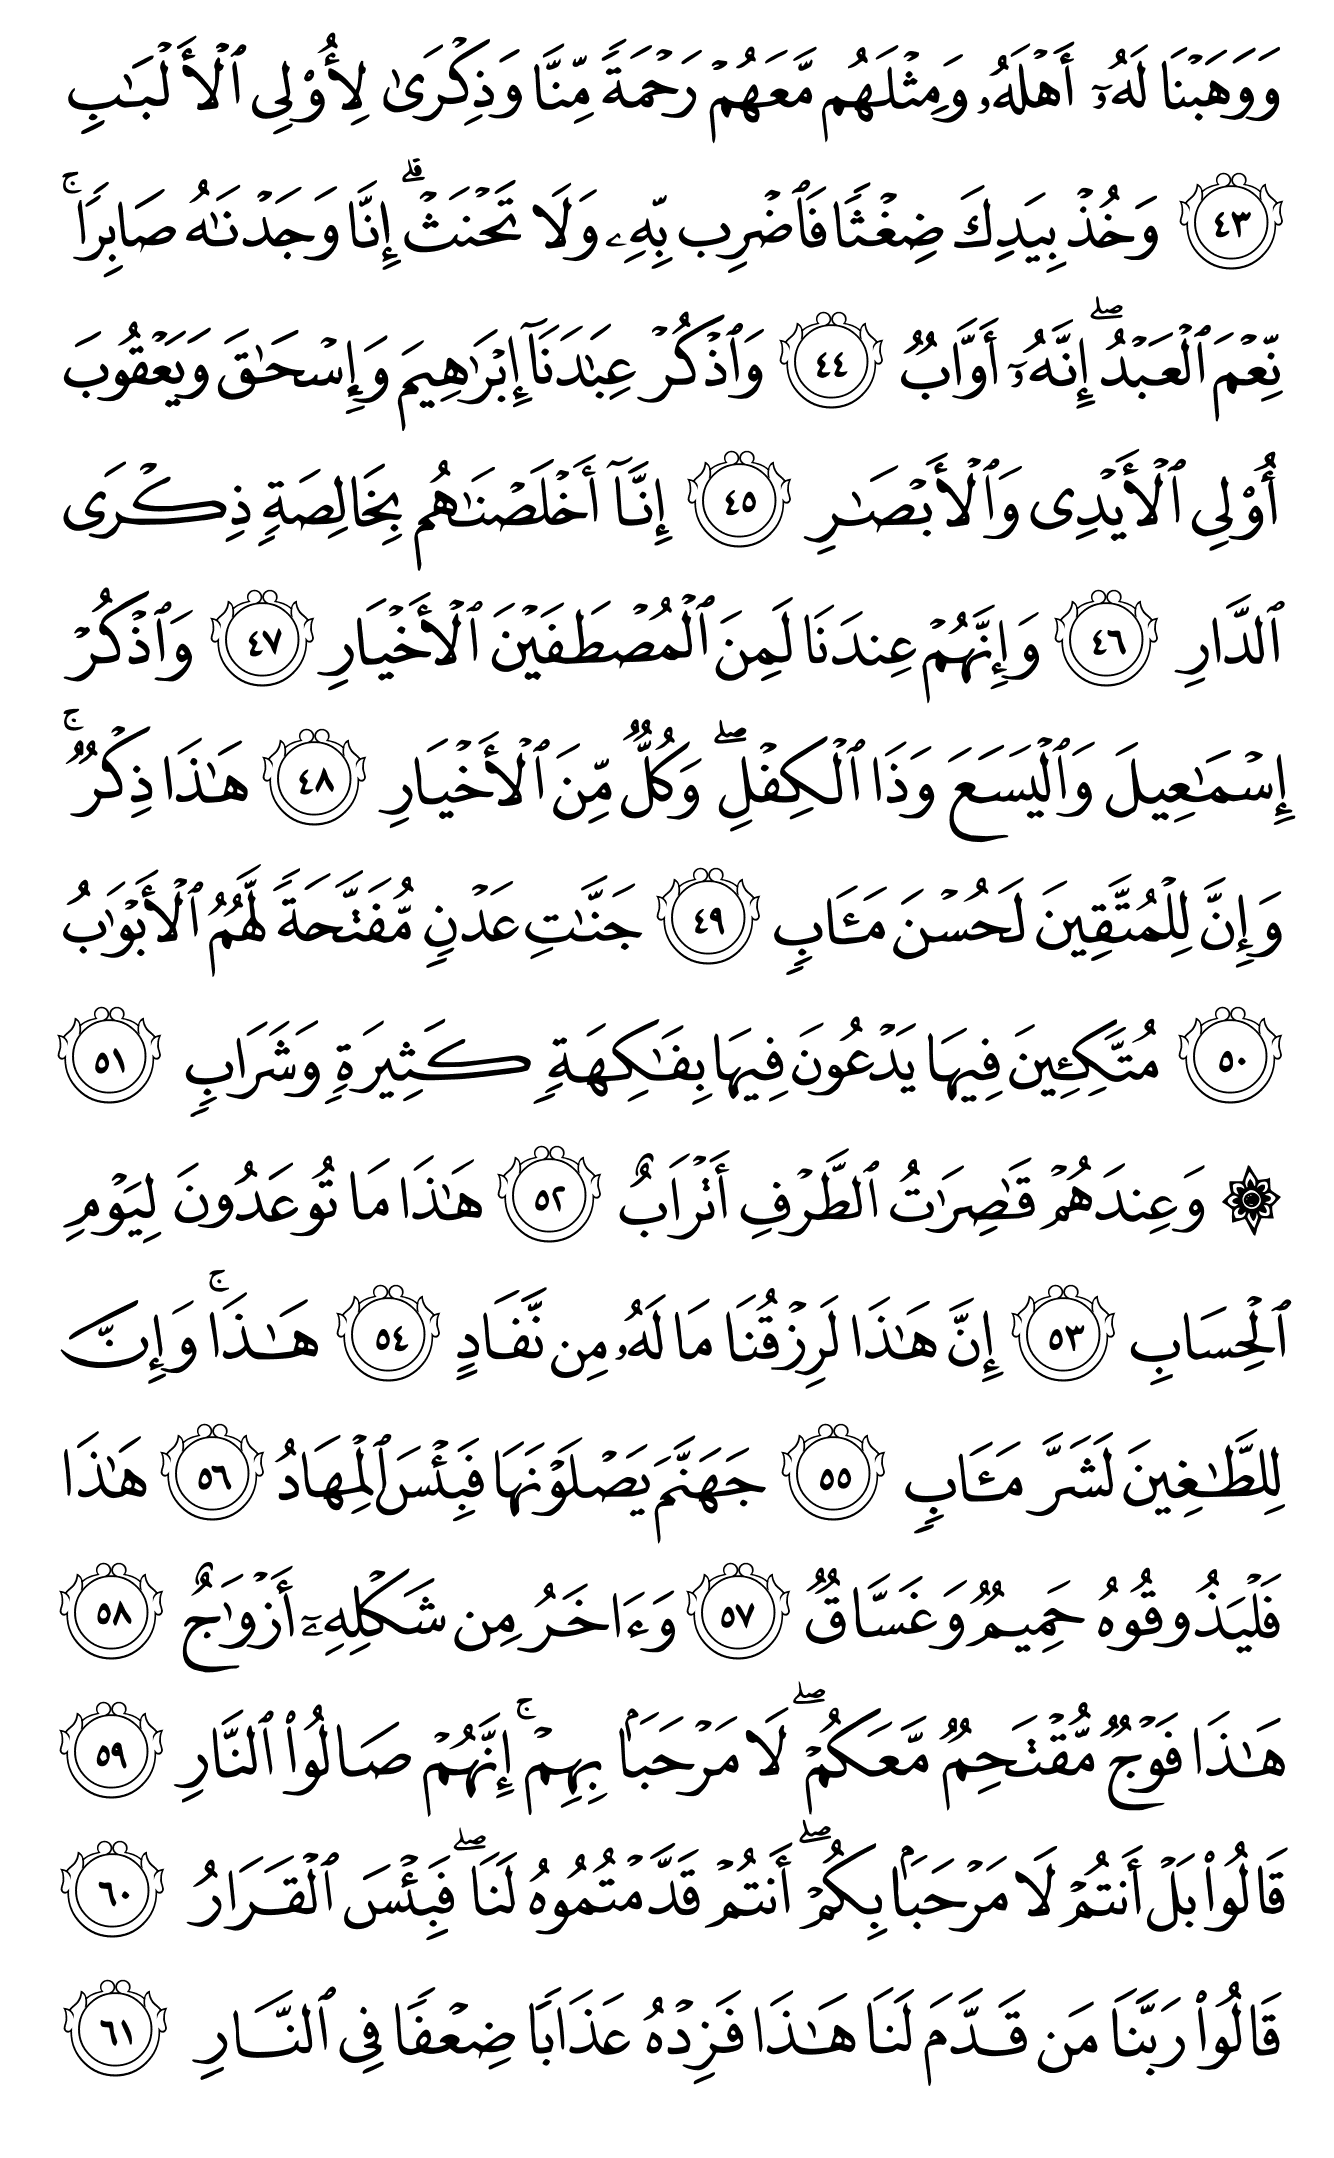 وَوَهَبْنَا لَهُۥٓ أَهْلَهُۥ وَمِثْلَهُم مَّعَهُمْ رَحْمَةً مِّنَّا وَذِكْرَىٰ لِأُو۟لِى ٱلْأَلْبَـٰبِ
٤٣ وَخُذْ بِيَدِكَ ضِغْثًا فَٱضْرِب بِّهِۦ وَلَا تَحْنَثْ ۗ إِنَّا وَجَدْنَـٰهُ صَابِرًا ۚ
نِّعْمَ ٱلْعَبْدُ ۖ إِنَّهُۥٓ أَوَّابٌ ٤٤ وَٱذْكُرْ عِبَـٰدَنَآ إِبْرَٰهِيمَ وَإِسْحَـٰقَ وَيَعْقُوبَ
أُو۟لِى ٱلْأَيْدِى وَٱلْأَبْصَـٰرِ ٤٥ إِنَّآ أَخْلَصْنَـٰهُم بِخَالِصَةٍ ذِكْرَى
ٱلدَّارِ ٤٦ وَإِنَّهُمْ عِندَنَا لَمِنَ ٱلْمُصْطَفَيْنَ ٱلْأَخْيَارِ ٤٧ وَٱذْكُرْ
إِسْمَـٰعِيلَ وَٱلْيَسَعَ وَذَا ٱلْكِفْلِ ۖ وَكُلٌّ مِّنَ ٱلْأَخْيَارِ ٤٨ هَـٰذَا ذِكْرٌ ۚ
وَإِنَّ لِلْمُتَّقِينَ لَحُسْنَ مَـَٔابٍ ٤٩ جَنَّـٰتِ عَدْنٍ مُّفَتَّحَةً لَّهُمُ ٱلْأَبْوَٰبُ
٥٠ مُتَّكِـِٔينَ فِيهَا يَدْعُونَ فِيهَا بِفَـٰكِهَةٍ كَثِيرَةٍ وَشَرَابٍ ٥١
۞ وَعِندَهُمْ قَـٰصِرَٰتُ ٱلطَّرْفِ أَتْرَابٌ ٥٢ هَـٰذَا مَا تُوعَدُونَ لِيَوْمِ
ٱلْحِسَابِ ٥٣ إِنَّ هَـٰذَا لَرِزْقُنَا مَا لَهُۥ مِن نَّفَادٍ ٥٤ هَـٰذَا ۚ وَإِنَّ
لِلطَّـٰغِينَ لَشَرَّ مَـَٔابٍ ٥٥ جَهَنَّمَ يَصْلَوْنَهَا فَبِئْسَ ٱلْمِهَادُ ٥٦ هَـٰذَا
فَلْيَذُوقُوهُ حَمِيمٌ وَغَسَّاقٌ ٥٧ وَءَاخَرُ مِن شَكْلِهِۦٓ أَزْوَٰجٌ ٥٨
هَـٰذَا فَوْجٌ مُّقْتَحِمٌ مَّعَكُمْ ۖ لَا مَرْحَبًۢا بِهِمْ ۚ إِنَّهُمْ صَالُوا۟ ٱلنَّارِ ٥٩
قَالُوا۟ بَلْ أَنتُمْ لَا مَرْحَبًۢا بِكُمْ ۖ أَنتُمْ قَدَّمْتُمُوهُ لَنَا ۖ فَبِئْسَ ٱلْقَرَارُ ٦٠
قَالُوا۟ رَبَّنَا مَن قَدَّمَ لَنَا هَـٰذَا فَزِدْهُ عَذَابًا ضِعْفًا فِى ٱلنَّارِ ٦١